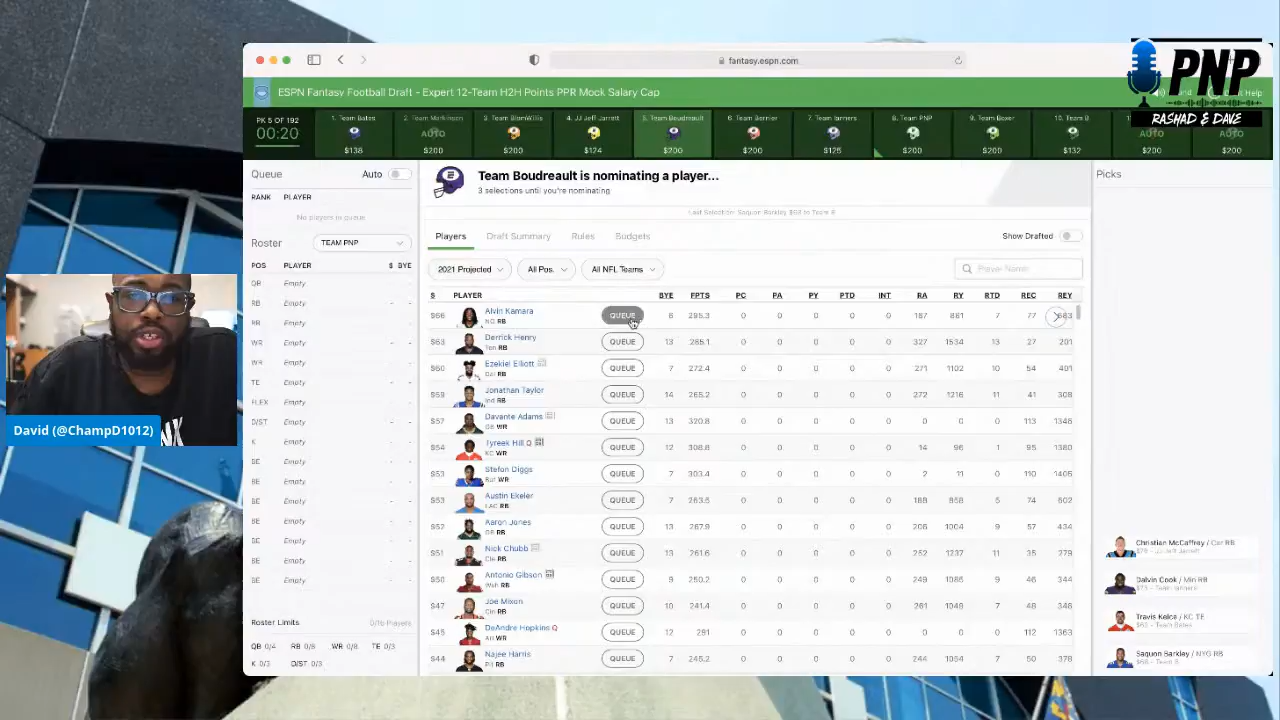 PNP
RASHAD & DAVE
fantasy.espn.com
ESPN Fantasy Football Draft - Expert 12-Team H2H Points PPR Mock Salary Cap
Help
PK 5 OF 192
00:20
1. Team Bates
$138
AUTO
$200
$200
4. JJ Jeff Jarrett
$124
5. Team Boudreault
$200
6. Team Bernier
$200
$125
8. Team PNP
$200
9. Team Boxer
$200
10. Team B
$132
AUTO
$200
AUTO
$200
Queue
Auto
RANK PLAYER
No players in queue
Roster
TEAM PNP
POS PLAYER $ BYE
QB Empty - -
RB Empty - -
RB Empty - -
WR Empty - -
WR Empty - -
TE Empty - -
FLEX Empty - -
D/ST Empty - -
K Empty - -
BE Empty - -
BE Empty - -
BE Empty - -
BE Empty - -
BE Empty - -
BE Empty - -
BE Empty - -
Roster Limits
0/16 Players
QB 0/4 RB 0/8 WR 0/8 TE 0/3
K 0/3 D/ST 0/3
Team Boudreault is nominating a player...
3 selections until you're nominating
Last Selection: Saquon Barkley $68 to Team B
Players
Draft Summary
Rules
Budgets
Show Drafted
2021 Projected
All Pos.
All NFL Teams
Player Name
$ PLAYER BYE FPTS PC PA PY PTD INT RA RY RTD REC REY
$66 Alvin Kamara NO RB QUEUE 6 295.3 0 0 0 0 0 187 881 7 77 683
$63 Derrick Henry Ten RB QUEUE 13 265.1 0 0 0 0 0 327 1534 13 27 201
$60 Ezekiel Elliott Dal RB QUEUE 7 272.4 0 0 0 0 0 271 1102 10 54 401
$59 Jonathan Taylor Ind RB QUEUE 14 265.2 0 0 0 0 0 272 1216 11 41 308
$57 Davante Adams GB WR QUEUE 13 320.8 0 0 0 0 0 0 0 0 113 1346
$54 Tyreek Hill Q KC WR QUEUE 12 308.8 0 0 0 0 0 14 96 1 95 1380
$53 Stefon Diggs Buf WR QUEUE 7 303.4 0 0 0 0 0 2 11 0 110 1405
$53 Austin Ekeler LAC RB QUEUE 7 263.5 0 0 0 0 0 188 858 5 74 602
$52 Aaron Jones GB RB QUEUE 13 267.9 0 0 0 0 0 206 1004 9 57 434
$51 Nick Chubb Cle RB QUEUE 13 261.6 0 0 0 0 0 252 1237 11 35 779
$50 Antonio Gibson Wsh RB QUEUE 9 250.2 0 0 0 0 0 249 1085 9 46 344
$47 Joe Mixon Cin RB QUEUE 10 241.4 0 0 0 0 0 261 1048 7 48 348
$45 DeAndre Hopkins Q Ari WR QUEUE 12 291 0 0 0 0 0 0 0 0 112 1363
$44 Najee Harris Pit RB QUEUE 7 245.2 0 0 0 0 0 244 1054 7 50 378
Picks
Christian McCaffrey / Car RB
Dalvin Cook / Min RB
Travis Kelce / KC TE
Saquon Barkley / NYG RB
$68 - Team B
David (@ChampD1012)